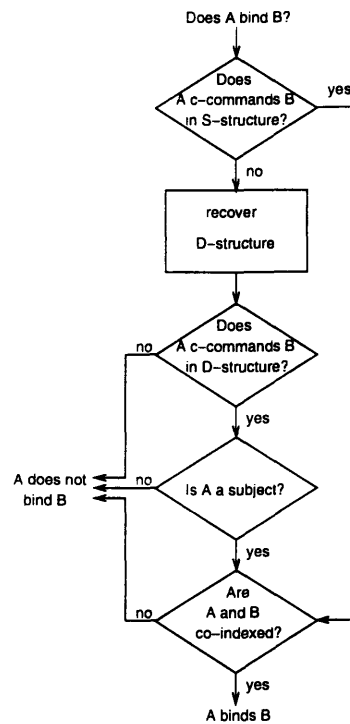 Does A bind B?
Does
A c-commands B
in S-structure?
yes
no
recover
D-structure
Does
A c-commands B
in D-structure?
no
yes
A does not
bind B
no
Is A a subject?
yes
Are
A and B
co-indexed?
no
yes
A binds B